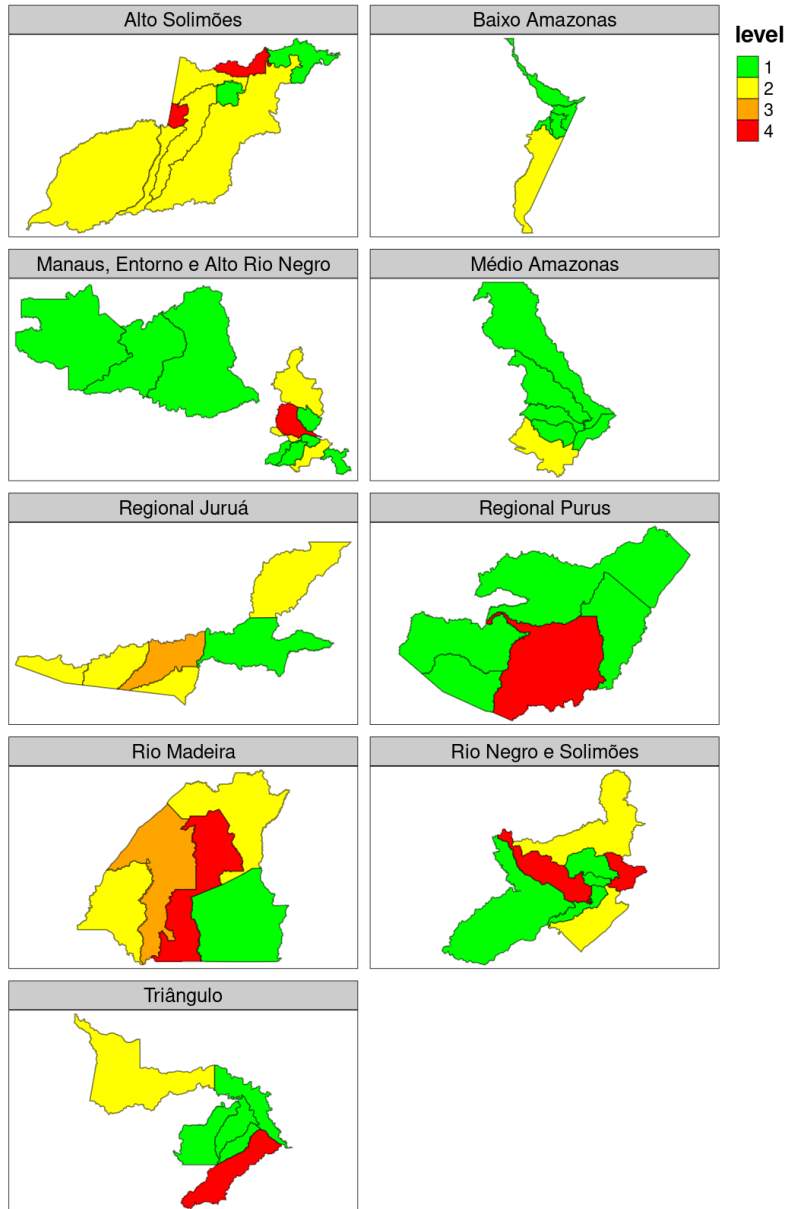 Alto Solimões
Baixo Amazonas
level
1
2
3
4
Manaus, Entorno e Alto Rio Negro
Médio Amazonas
Regional Juruá
Regional Purus
Rio Madeira
Rio Negro e Solimões
Triângulo